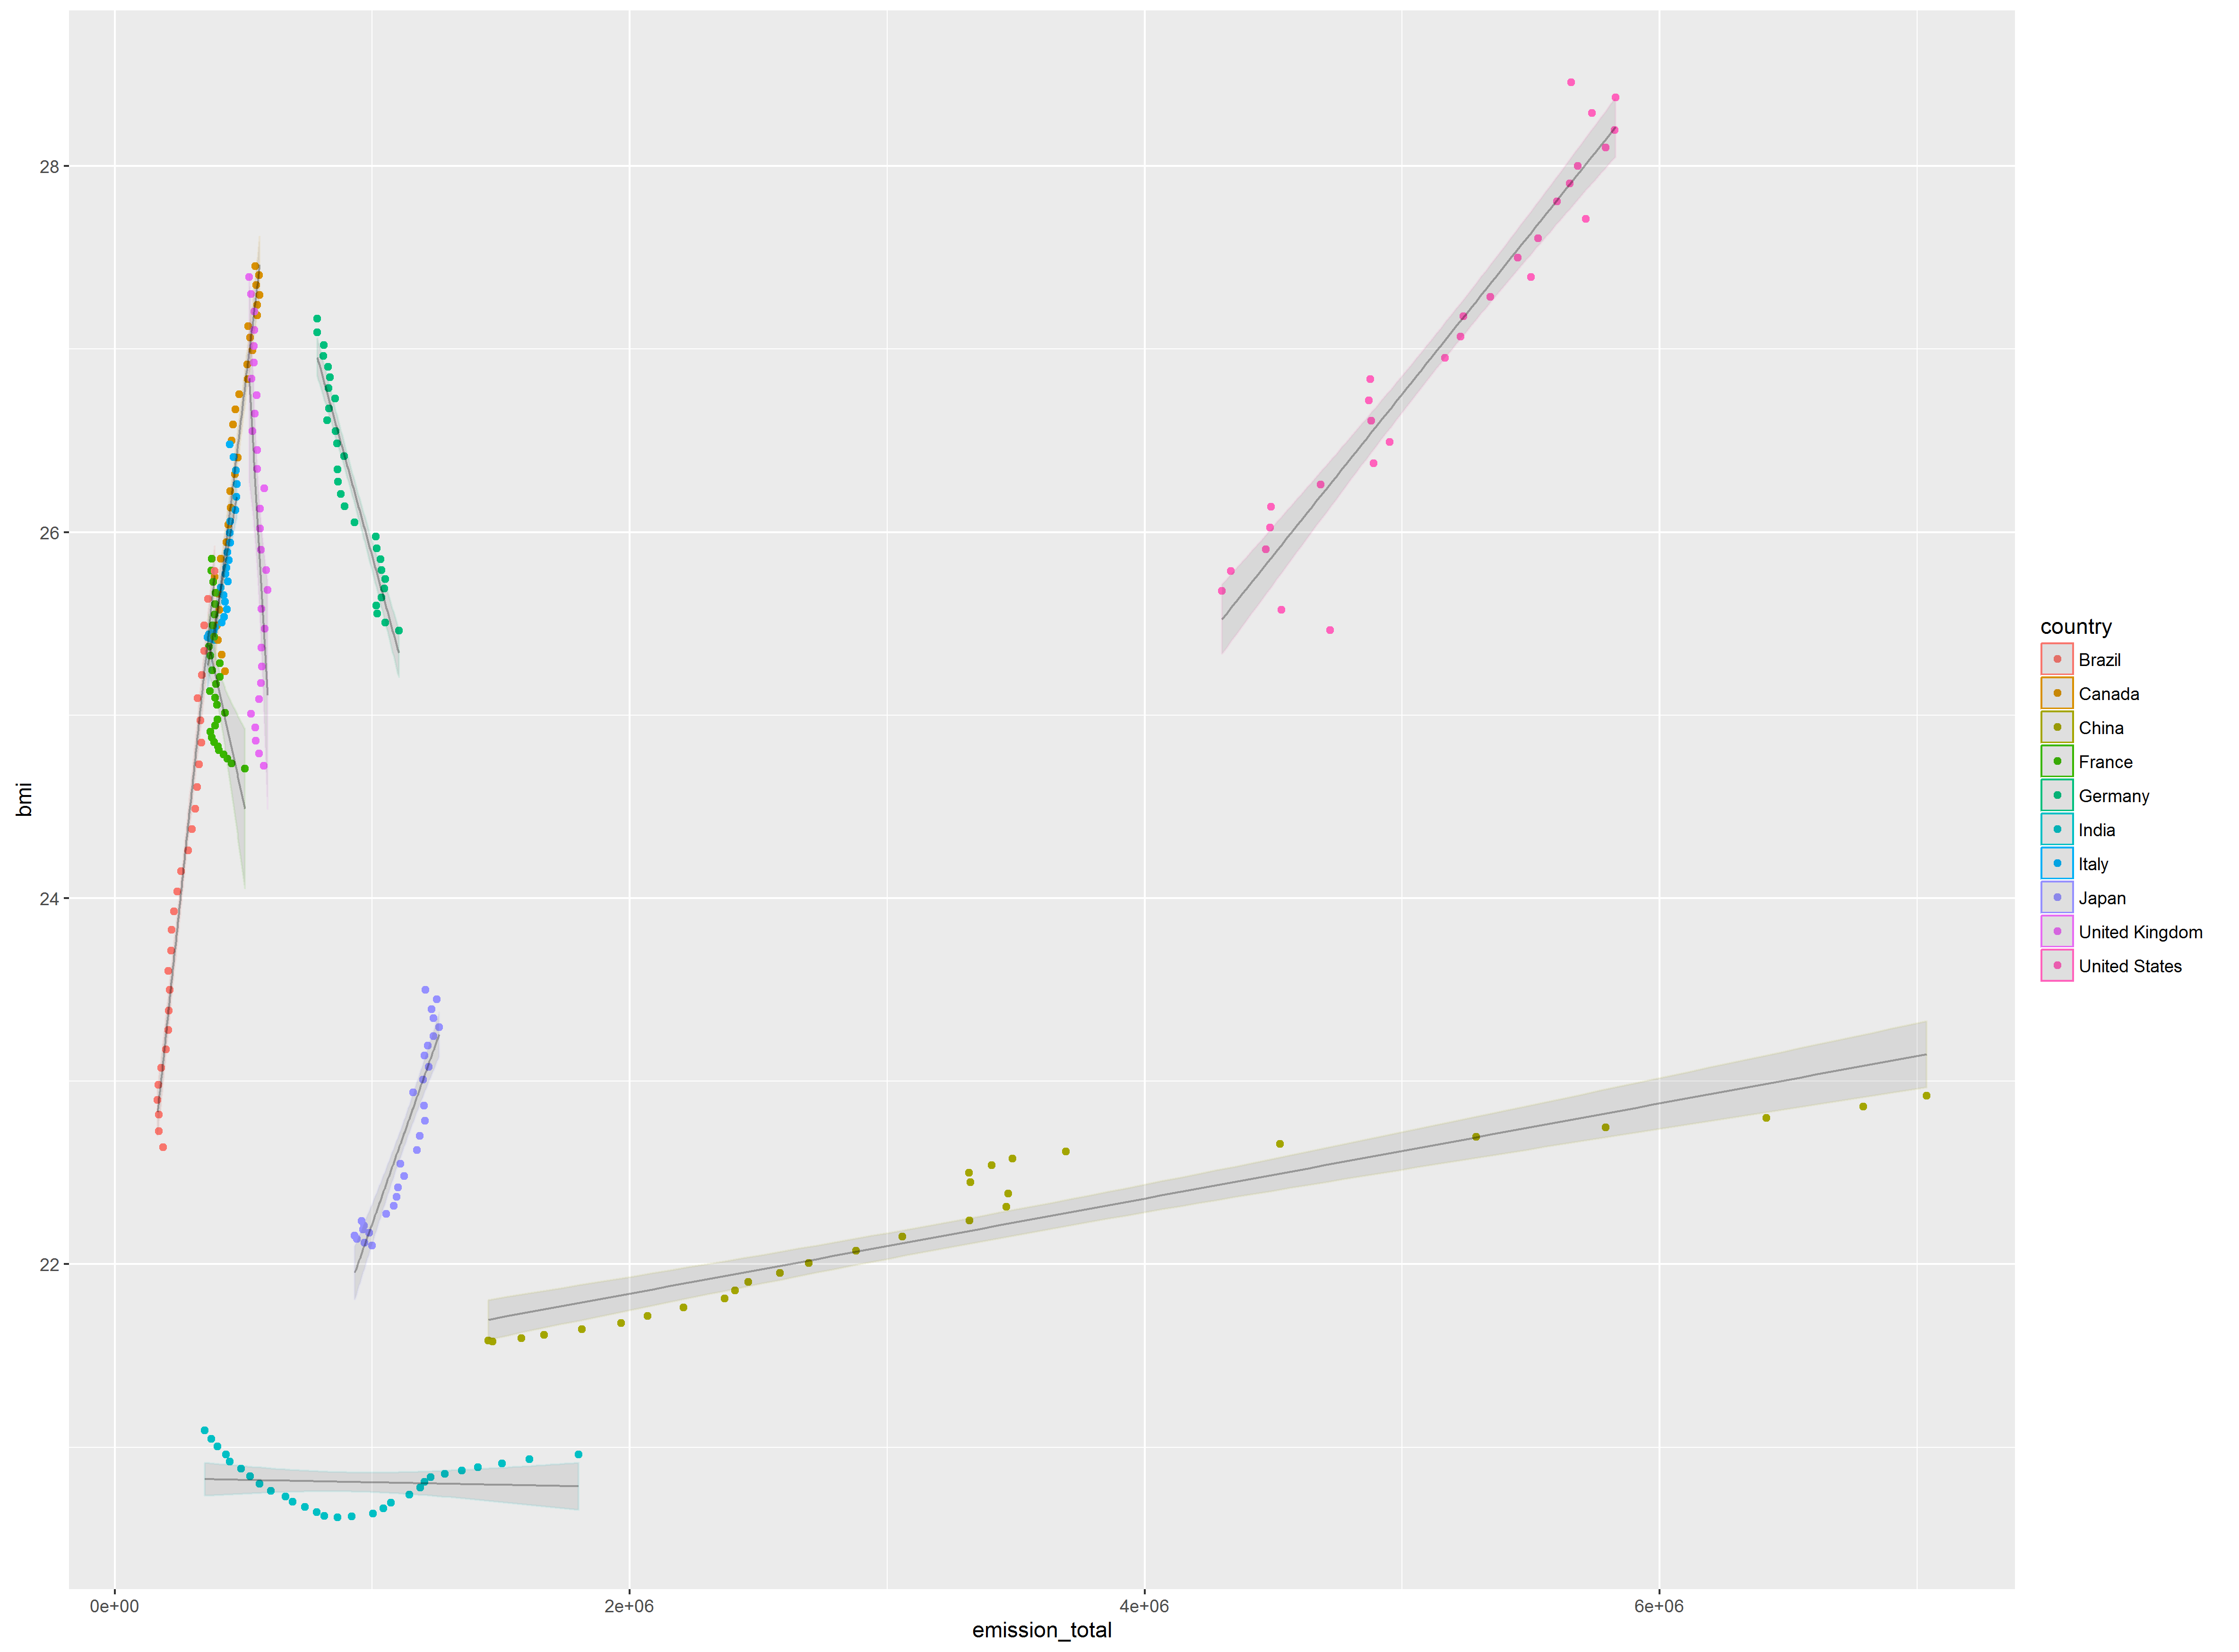 28
26
24
22
bmi
0e+00
2e+06
4e+06
6e+06
emission_total
country
Brazil
Canada
China
France
Germany
India
Italy
Japan
United Kingdom
United States